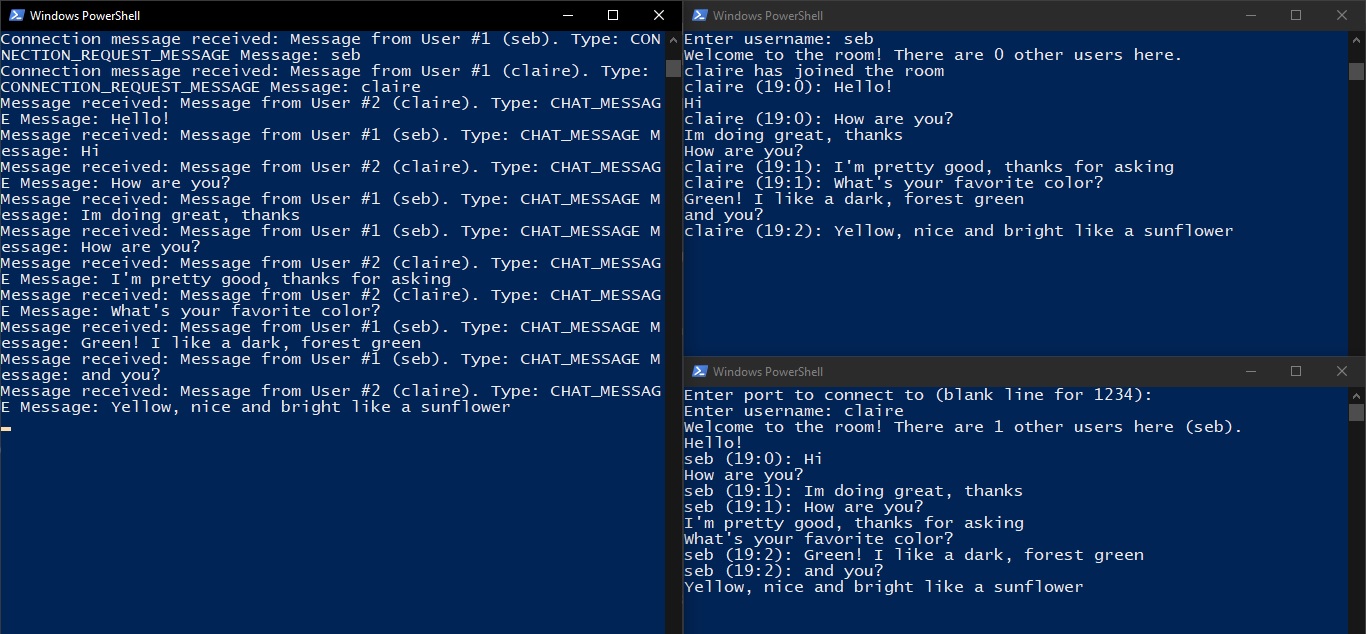 Windows PowerShell
Connection message received: Message from User #1 (seb). Type: CON
NECTION_REQUEST_MESSAGE Message: seb
Connection message received: Message from User #1 (claire). Type:
CONNECTION_REQUEST_MESSAGE Message: claire
Message received: Message from User #2 (claire). Type: CHAT_MESSAG
E Message: Hello!
Message received: Message from User #1 (seb). Type: CHAT_MESSAGE M
essage: Hi
Message received: Message from User #2 (claire). Type: CHAT_MESSAG
E Message: How are you?
Message received: Message from User #1 (seb). Type: CHAT_MESSAGE M
essage: Im doing great, thanks
Message received: Message from User #1 (seb). Type: CHAT_MESSAGE M
essage: How are you?
Message received: Message from User #2 (claire). Type: CHAT_MESSAG
E Message: I'm pretty good, thanks for asking
Message received: Message from User #2 (claire). Type: CHAT_MESSAG
E Message: What's your favorite color?
Message received: Message from User #1 (seb). Type: CHAT_MESSAGE M
essage: Green! I like a dark, forest green
Message received: Message from User #1 (seb). Type: CHAT_MESSAGE M
essage: and you?
Message received: Message from User #2 (claire). Type: CHAT_MESSAG
E Message: Yellow, nice and bright like a sunflower
Windows PowerShell
Enter username: seb
Welcome to the room! There are 0 other users here.
claire has joined the room
claire (19:0): Hello!
Hi
claire (19:0): How are you?
Im doing great, thanks
How are you?
claire (19:1): I'm pretty good, thanks for asking
claire (19:1): What's your favorite color?
Green! I like a dark, forest green
and you?
claire (19:2): Yellow, nice and bright like a sunflower
Windows PowerShell
Enter port to connect to (blank line for 1234):
Enter username: claire
Welcome to the room! There are 1 other users here (seb).
Hello!
seb (19:0): Hi
How are you?
seb (19:1): Im doing great, thanks
seb (19:1): How are you?
I'm pretty good, thanks for asking
What's your favorite color?
seb (19:2): Green! I like a dark, forest green
seb (19:2): and you?
Yellow, nice and bright like a sunflower